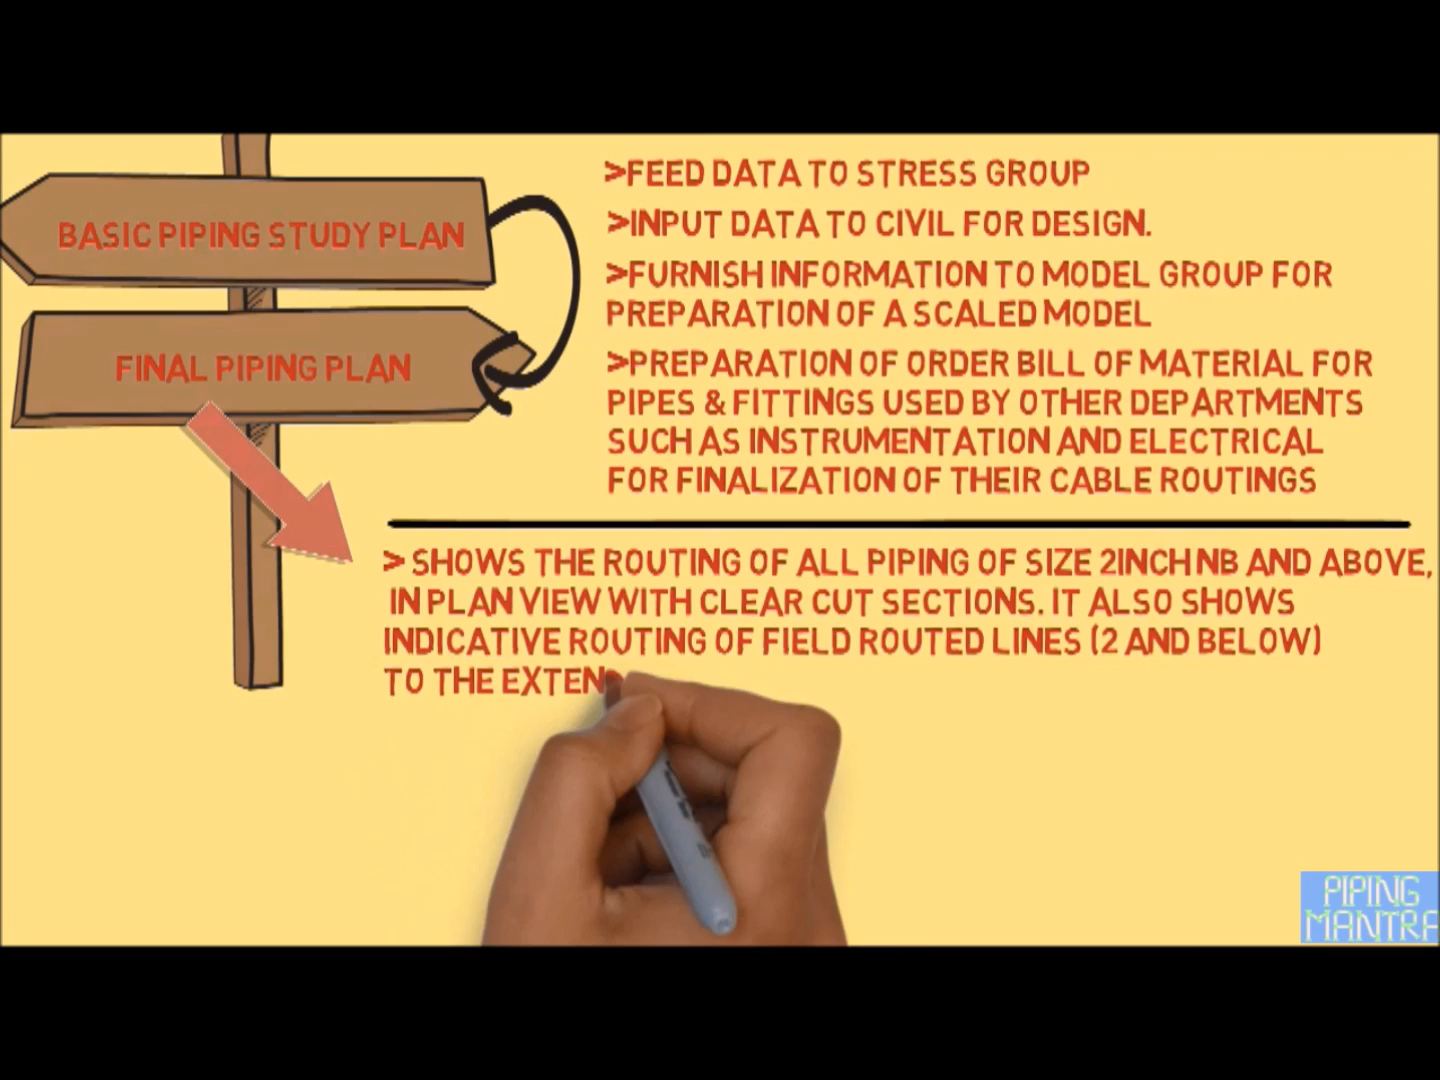 BASIC PIPING STUDY PLAN
FINAL PIPING PLAN
>FEED DATA TO STRESS GROUP
>INPUT DATA TO CIVIL FOR DESIGN.
>FURNISH INFORMATION TO MODEL GROUP FOR
PREPARATION OF A SCALED MODEL
>PREPARATION OF ORDER BILL OF MATERIAL FOR
PIPES & FITTINGS USED BY OTHER DEPARTMENTS
SUCH AS INSTRUMENTATION AND ELECTRICAL
FOR FINALIZATION OF THEIR CABLE ROUTINGS
> SHOWS THE ROUTING OF ALL PIPING OF SIZE 2INCH NB AND ABOVE,
IN PLAN VIEW WITH CLEAR CUT SECTIONS. IT ALSO SHOWS
INDICATIVE ROUTING OF FIELD ROUTED LINES (2 AND BELOW)
TO THE EXTEN
PIPING
MANTRA